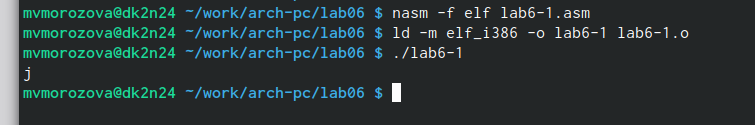 mvmorozova@dk2n24 ~/work/arch-pc/lab06 $ nasm -f elf lab6-1.asm
mvmorozova@dk2n24 ~/work/arch-pc/lab06 $ ld -m elf_i386 -o lab6-1 lab6-1.o
mvmorozova@dk2n24 ~/work/arch-pc/lab06 $ ./lab6-1
j
mvmorozova@dk2n24 ~/work/arch-pc/lab06 $